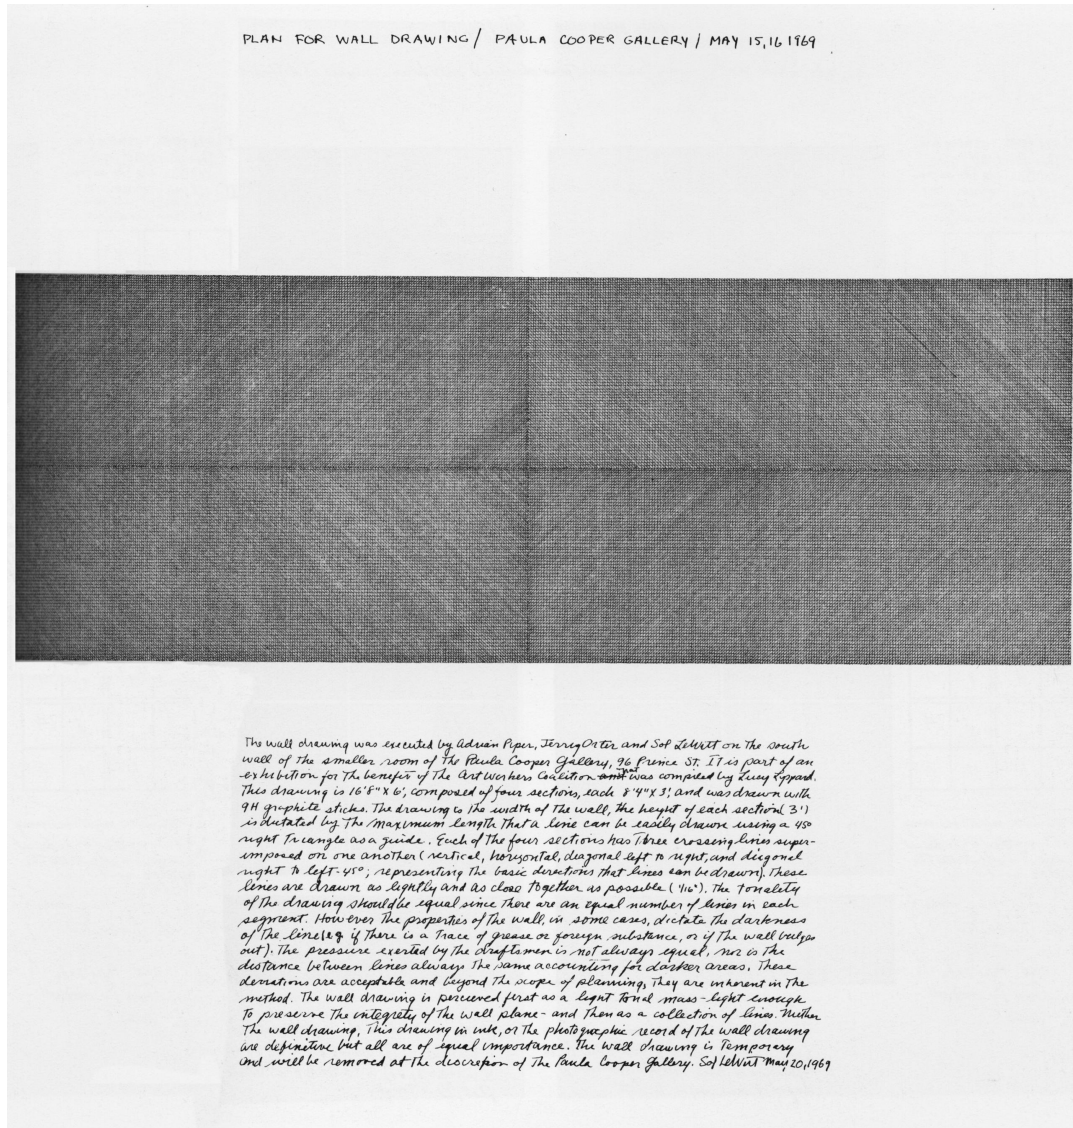 PLAN FOR WALL DRAWING / PAULA COOPER GALLERY / MAY 15, 16 1969
The wall drawing was executed by Adrian Piper, Jerry Orter and Sol LeWitt on the south
wall of the smaller room of The Paula Cooper Gallery, 96 Prince St. IT is part of an
exhibition for The benefit of The Art Workers Coalition that was compiled by Lucy Lippard.
This drawing is 16'8" X 6', composed of four sections, each 8'4" X 3', and was drawn with
9H graphite sticks. The drawing is the width of The wall, the height of each section (3')
is dictated by The maximum length that a line can be easily drawn using a 45°
right Triangle as a guide. Each of The four sections has Three crossing lines super-
imposed on one another (vertical, horizontal, diagonal left to right, and diagonal
right to left-45°; representing The basic directions that lines can be drawn). These
lines are drawn as lightly and as close together as possible (1/16"). The tonality
of The drawing should be equal since There are an equal number of lines in each
segment. However The properties of The wall, in some cases, dictate the darkness
of The line (eg if There is a Trace of grease or foreign substance, or if The wall bulges
out). The pressure exerted by The draftsmen is not always equal, nor is The
distance between lines always The same accounting for darker areas. These
deviations are acceptable and beyond The scope of planning, They are inherent in The
method. The wall drawing is percieved first as a light Tonal mass-light enough
To preserve The integrety of The wall plane- and Then as a collection of lines. Neither
The wall drawing, This drawing in ink, or The photographic record of The wall drawing
are definitive but all are of equal importance. The wall drawing is Temporary
and will be removed at The discretion of The Paula Cooper Gallery. Sol LeWitt May 20, 1969